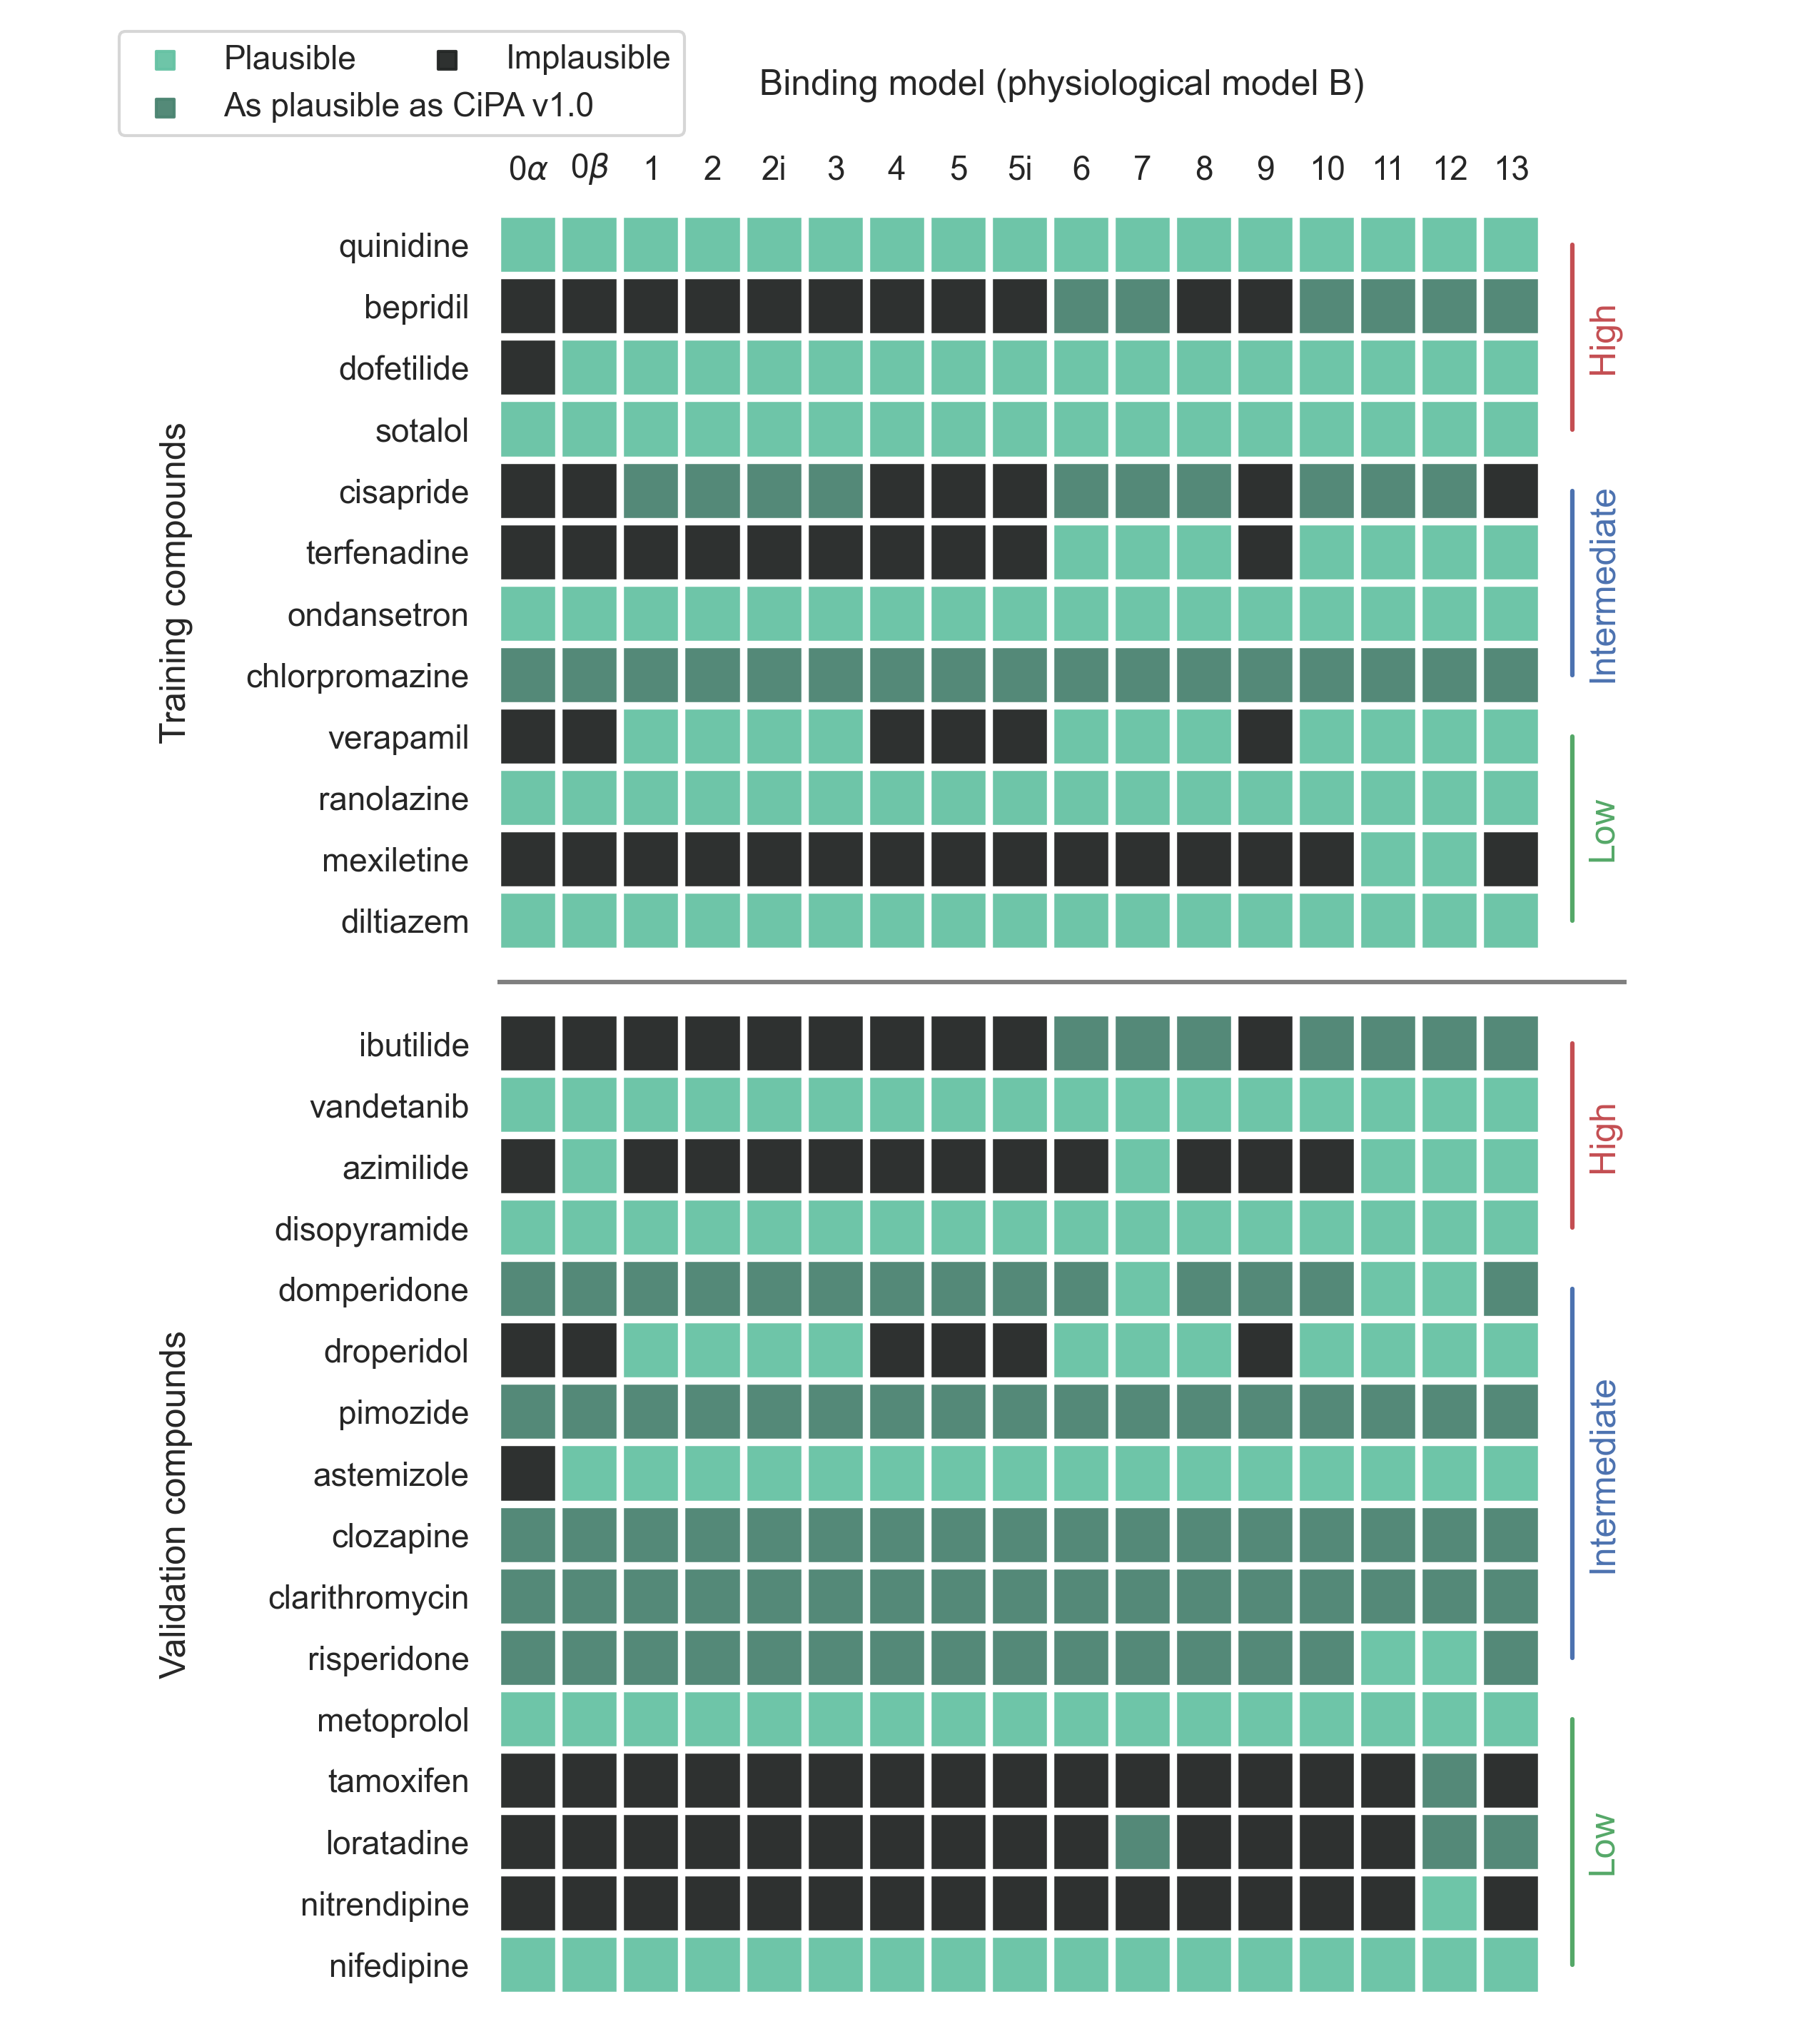 Plausible
Implausible
As plausible as CiPA v1.0
Binding model (physiological model B)
0α 0β 1 2 2i 3 4 5 5i 6 7 8 9 10 11 12 13
Training compounds
quinidine
bepridil
dofetilide
sotalol
cisapride
terfenadine
ondansetron
chlorpromazine
verapamil
ranolazine
mexiletine
diltiazem
High
Intermediate
Low
Validation compounds
ibutilide
vandetanib
azimilide
disopyramide
domperidone
droperidol
pimozide
astemizole
clozapine
clarithromycin
risperidone
metoprolol
tamoxifen
loratadine
nitrendipine
nifedipine
High
Intermediate
Low